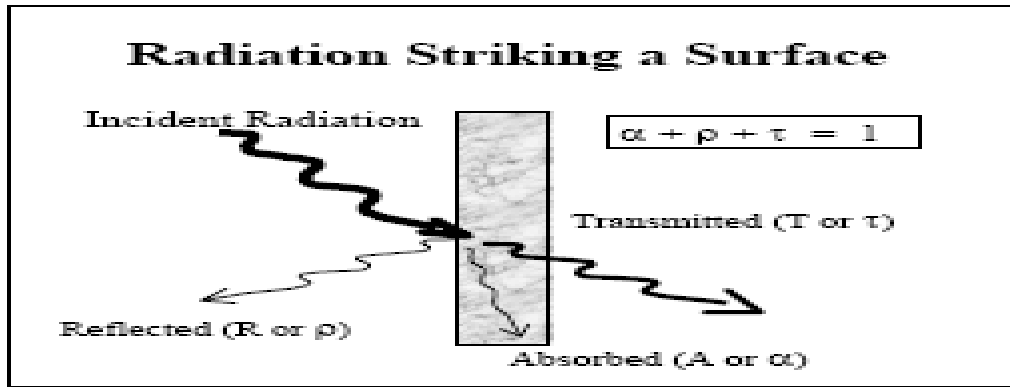 Radiation Striking a Surface
Incident Radiation
α + ρ + τ = 1
Transmitted (T or τ)
Reflected (R or ρ)
Absorbed (A or α)